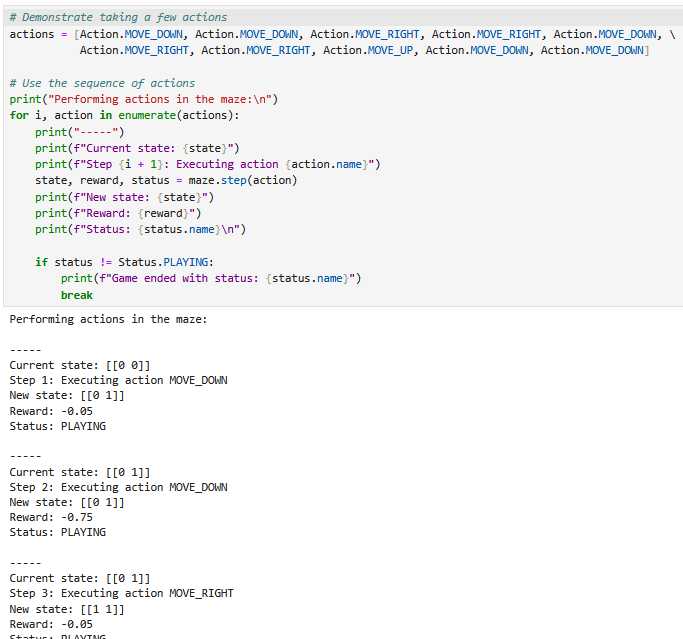 # Demonstrate taking a few actions
actions = [Action.MOVE_DOWN, Action.MOVE_DOWN, Action.MOVE_RIGHT, Action.MOVE_RIGHT, Action.MOVE_DOWN, \
           Action.MOVE_RIGHT, Action.MOVE_RIGHT, Action.MOVE_UP, Action.MOVE_DOWN, Action.MOVE_DOWN]

# Use the sequence of actions
print("Performing actions in the maze:\n")
for i, action in enumerate(actions):
    print("-----")
    print(f"Current state: {state}")
    print(f"Step {i + 1}: Executing action {action.name}")
    state, reward, status = maze.step(action)
    print(f"New state: {state}")
    print(f"Reward: {reward}")
    print(f"Status: {status.name}\n")

    if status != Status.PLAYING:
        print(f"Game ended with status: {status.name}")
        break
Performing actions in the maze:

-----
Current state: [[0 0]]
Step 1: Executing action MOVE_DOWN
New state: [[0 1]]
Reward: -0.05
Status: PLAYING

-----
Current state: [[0 1]]
Step 2: Executing action MOVE_DOWN
New state: [[0 1]]
Reward: -0.75
Status: PLAYING

-----
Current state: [[0 1]]
Step 3: Executing action MOVE_RIGHT
New state: [[1 1]]
Reward: -0.05
Status: PLAYING